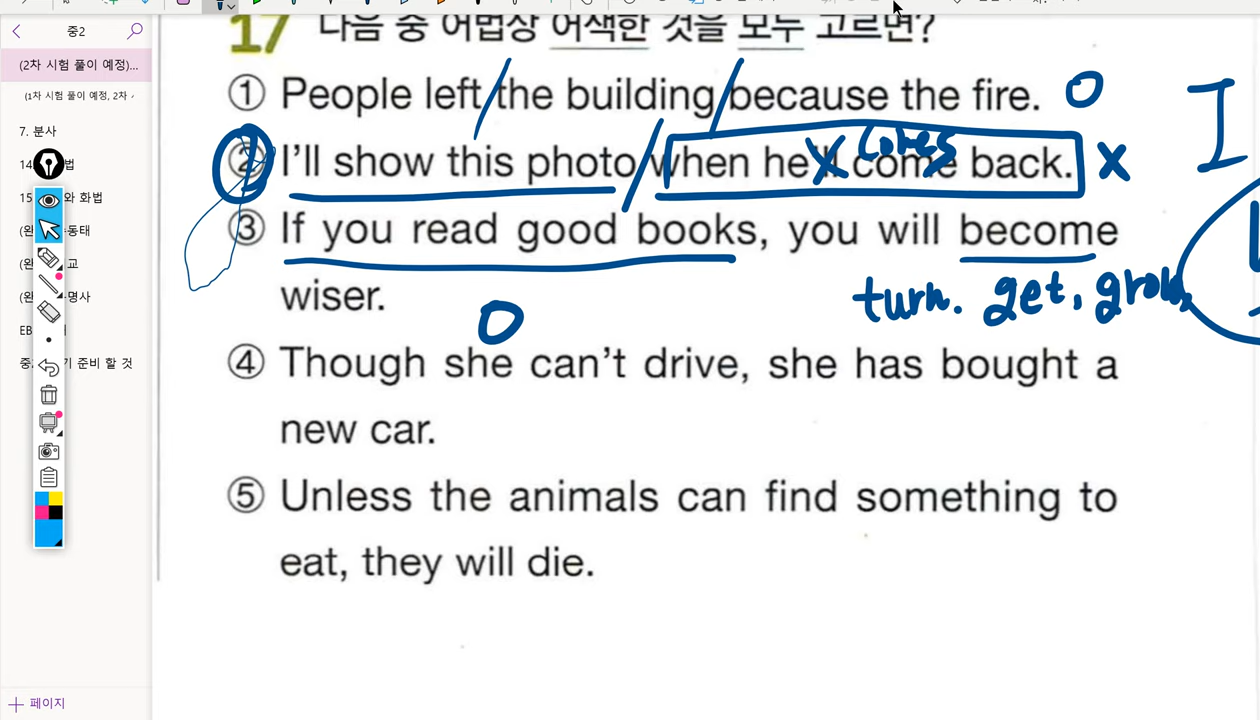 중2
(2차 시험 풀이 예정)...
(1차 시험 풀이 예정, 2차
7. 분사
14
15 와 화법
(완 동태
(완 교
(완 명사
EB
중2 기 준비 할 것
페이지
17 다음 중 어법상 어색한 것을 모두 고르면?
① People left the building because the fire. O
② I'll show this photo when he'll come back. X
comes
③ If you read good books, you will become
wiser. O
turn. get, grow,
I
④ Though she can't drive, she has bought a
new car.
⑤ Unless the animals can find something to
eat, they will die.